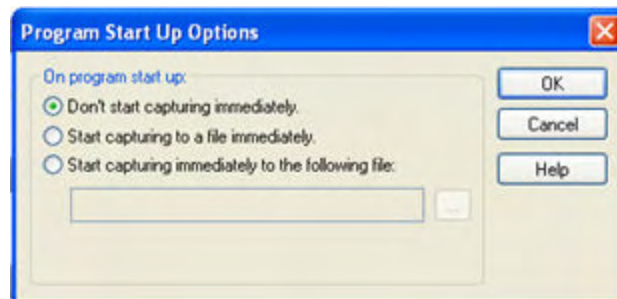 Program Start Up Options
On program start up:
Don't start capturing immediately.
Start capturing to a file immediately.
Start capturing immediately to the following file:
...
OK
Cancel
Help